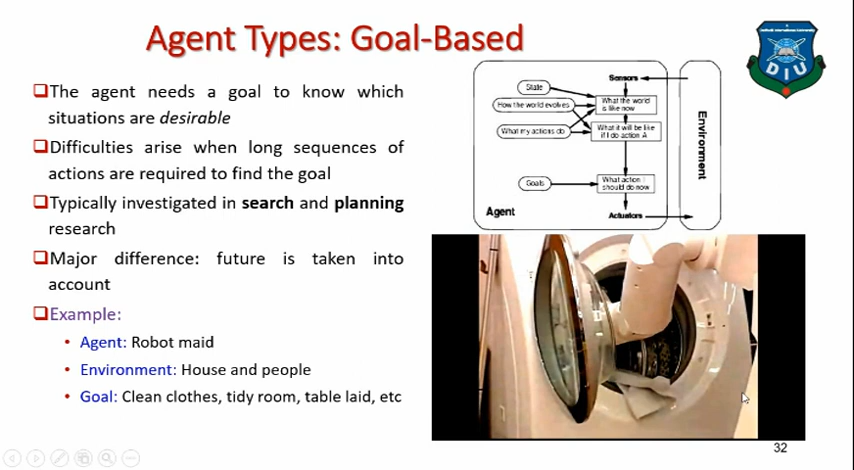 Agent Types: Goal-Based
The agent needs a goal to know which
situations are desirable
Difficulties arise when long sequences of
actions are required to find the goal
Typically investigated in search and planning
research
Major difference: future is taken into
account
Example:
• Agent: Robot maid
• Environment: House and people
• Goal: Clean clothes, tidy room, table laid, etc
Sensors
State
How the world evolves
What the world
is like now
What my actions do
What it will be like
if I do action A
Goals
What action I
should do now
Agent
Actuators
Environment
DIU
32